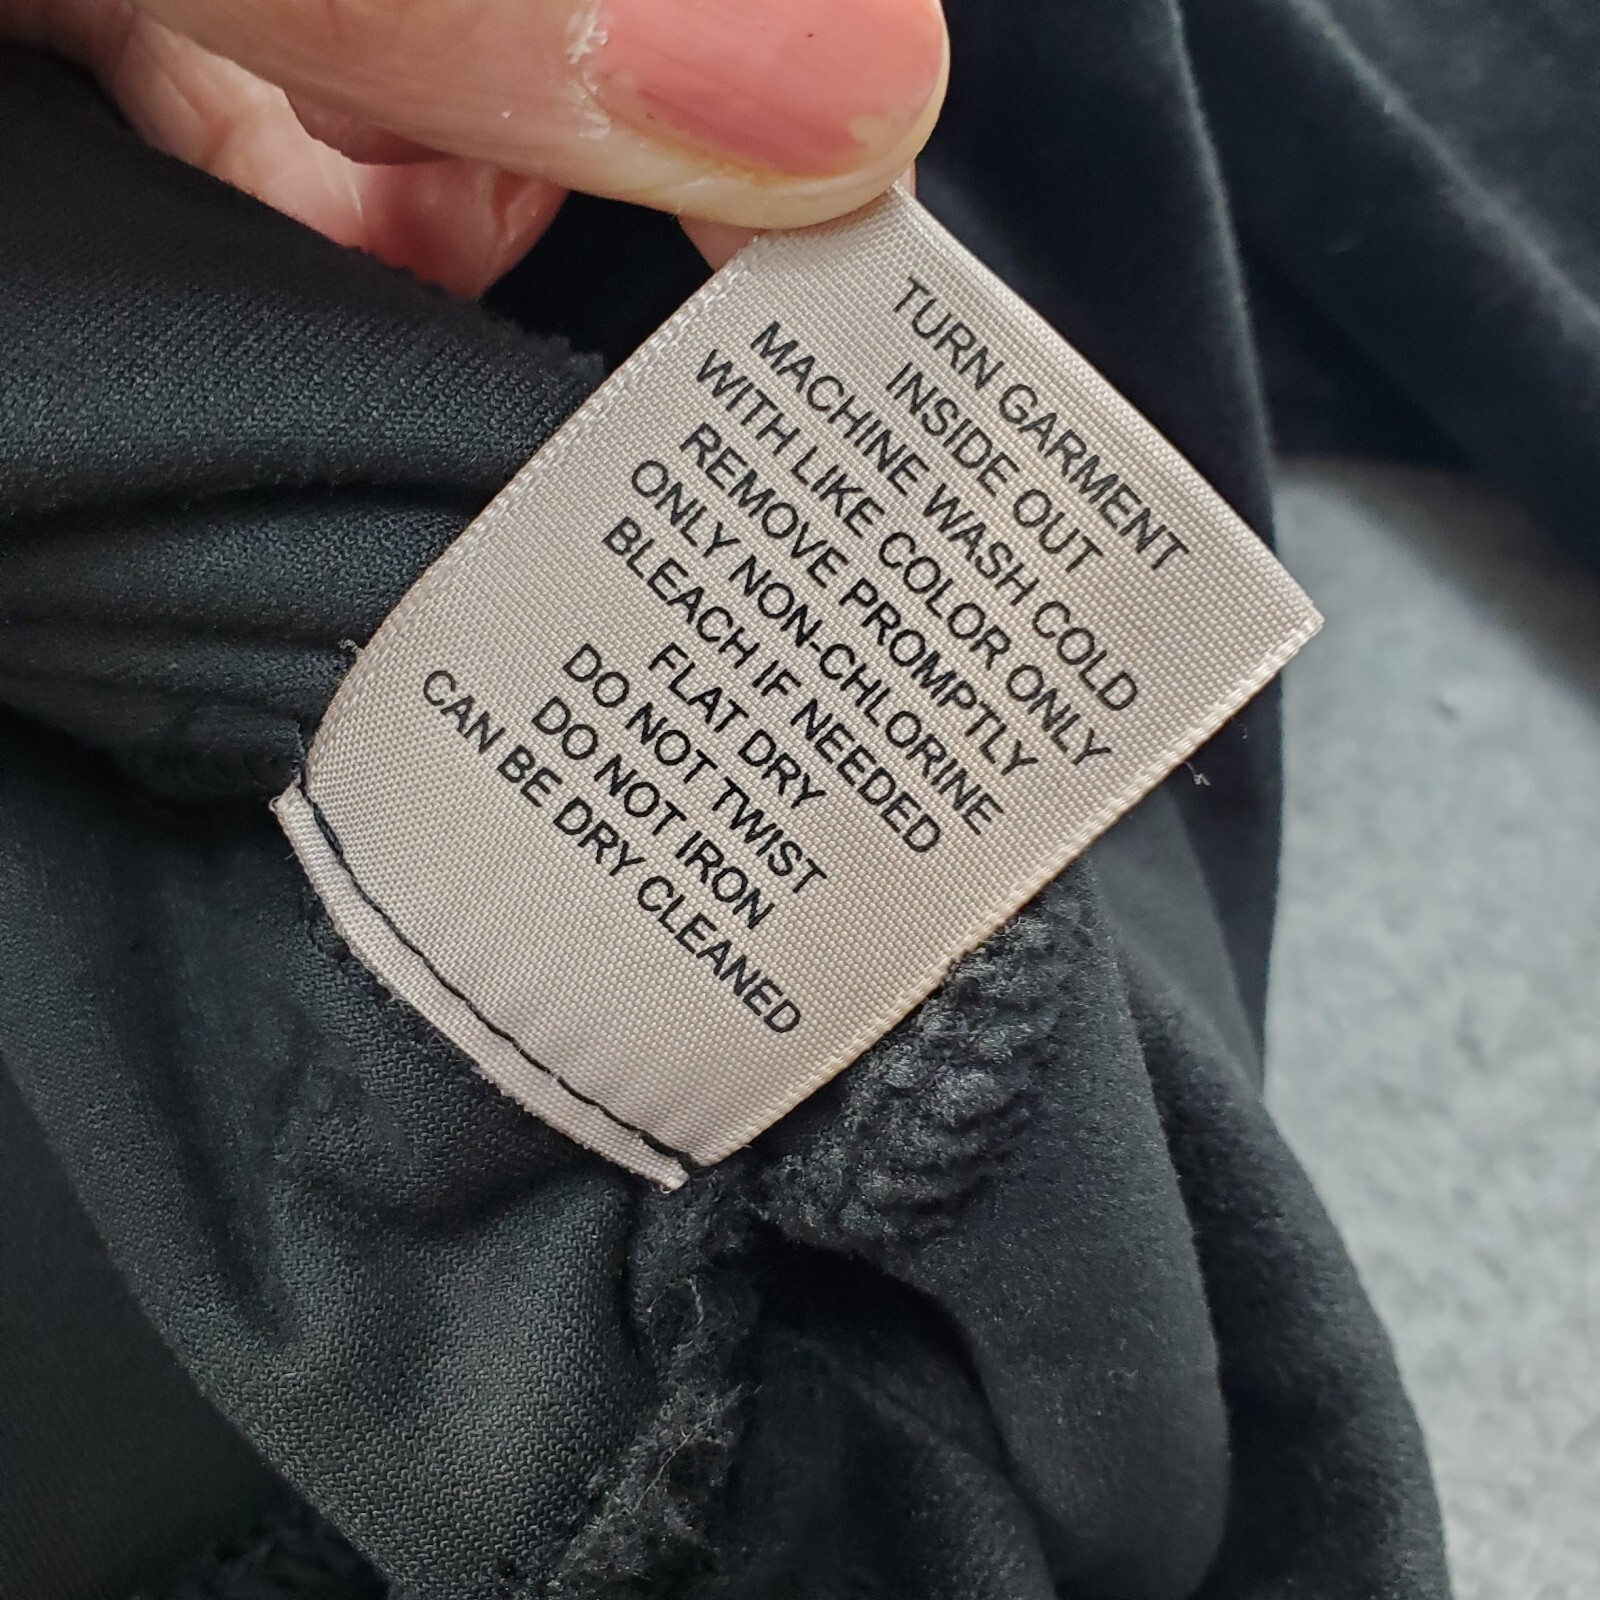 TURN GARMENT
INSIDE OUT
MACHINE WASH COLD
WITH LIKE COLOR ONLY
REMOVE PROMPTLY
ONLY NON-CHLORINE
BLEACH IF NEEDED
FLAT DRY
DO NOT TWIST
DO NOT IRON
CAN BE DRY CLEANED